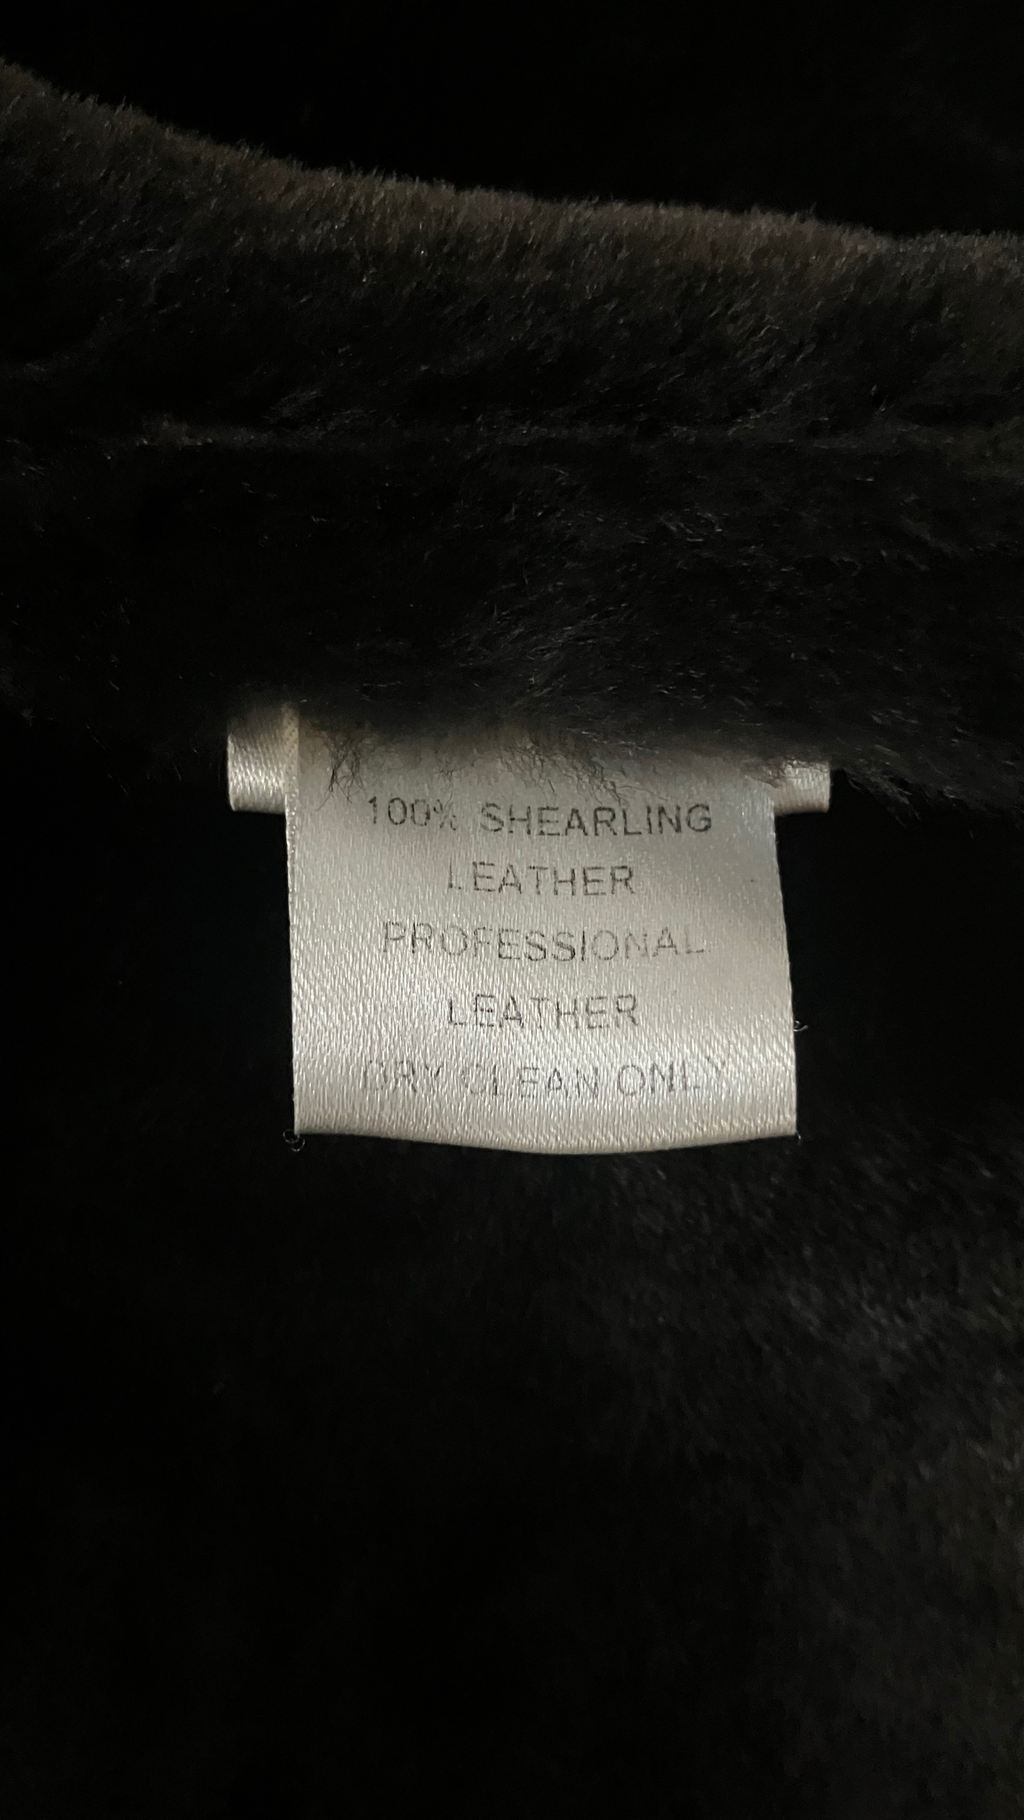 100% SHEARLING
LEATHER
PROFESSIONAL
LEATHER
DRY CLEAN ONLY